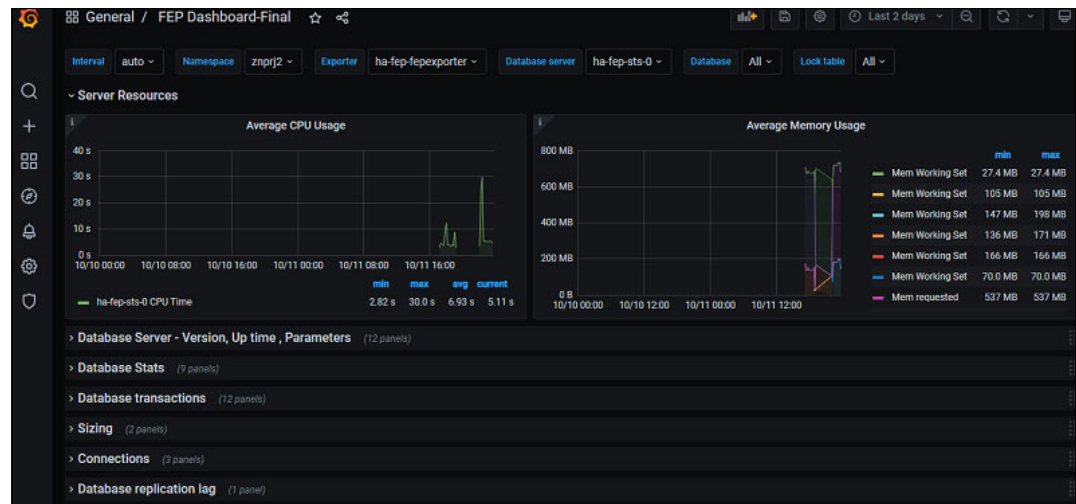 General / FEP Dashboard-Final
Last 2 days
Interval auto Namespace znprj2 Exporter ha-fep-fepexporter Database server ha-fep-sts-0 Database All Lock table All
Server Resources
Average CPU Usage
40 s
30 s
20 s
10 s
0 s
10/10 00:00 10/10 08:00 10/10 16:00 10/11 00:00 10/11 08:00 10/11 16:00
min max avg current
ha-fep-sts-0 CPU Time 2.82 s 30.0 s 6.93 s 5.11 s
Average Memory Usage
800 MB
600 MB
400 MB
200 MB
0 B
10/10 00:00 10/10 12:00 10/11 00:00 10/11 12:00
min max
Mem Working Set 27.4 MB 27.4 MB
Mem Working Set 105 MB 105 MB
Mem Working Set 147 MB 198 MB
Mem Working Set 136 MB 171 MB
Mem Working Set 166 MB 166 MB
Mem Working Set 70.0 MB 70.0 MB
Mem requested 537 MB 537 MB
Database Server - Version, Up time , Parameters (12 panels)
Database Stats (9 panels)
Database transactions (12 panels)
Sizing (2 panels)
Connections (3 panels)
Database replication lag (1 panel)